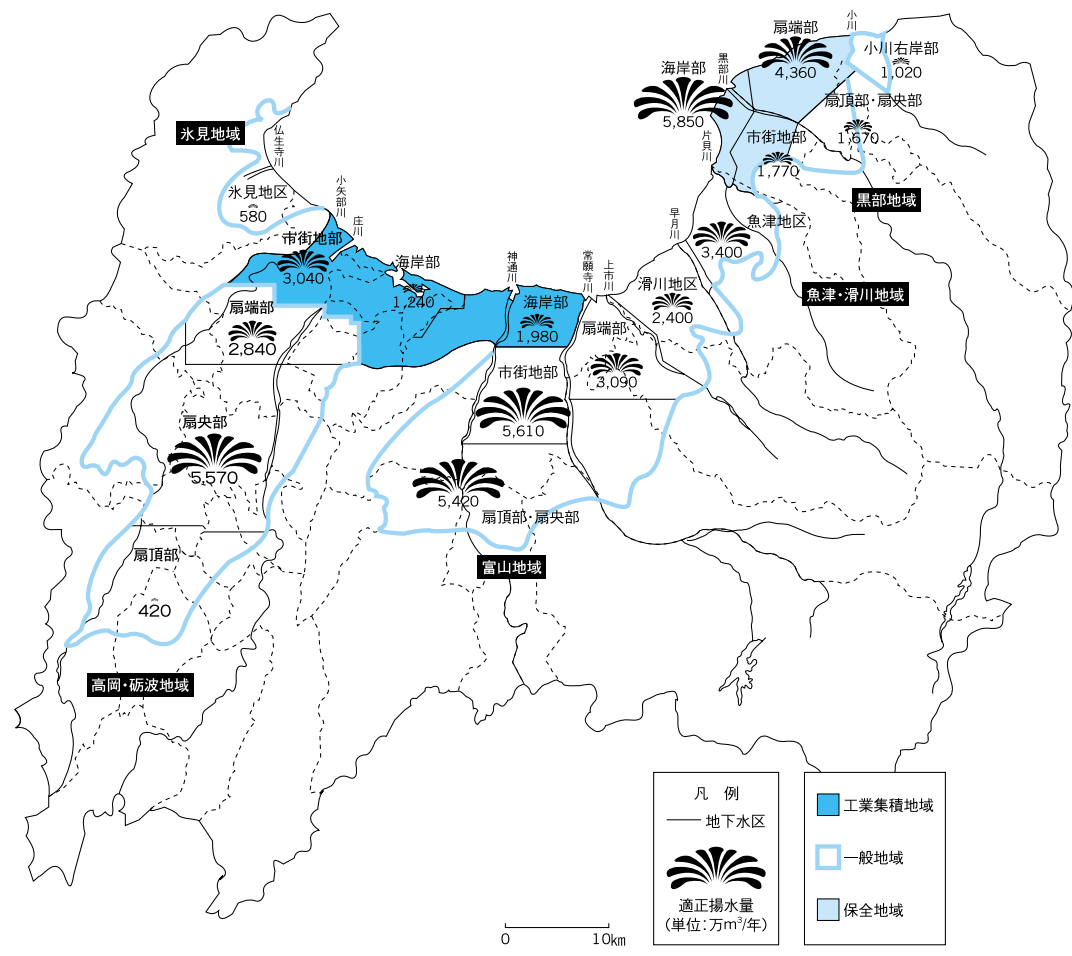 小川
扇端部
4,360
小川右岸部
1,020
海岸部
5,850
黒部川
扇頂部・扇央部
1,670
市街地部
1,770
片貝川
黒部地域
氷見地域
仏生寺川
氷見地区
580
小矢部川
庄川
市街地部
3,040
海岸部
1,240
神通川
常願寺川
上市川
早月川
魚津地区
3,400
魚津・滑川地域
滑川地区
2,400
海岸部
1,980
扇端部
3,090
扇端部
2,840
市街地部
5,610
扇央部
5,570
5,420
扇頂部・扇央部
富山地域
扇頂部
420
高岡・砺波地域
凡 例
地下水区
適正揚水量
(単位:万m³/年)
工業集積地域
一般地域
保全地域
0 10km